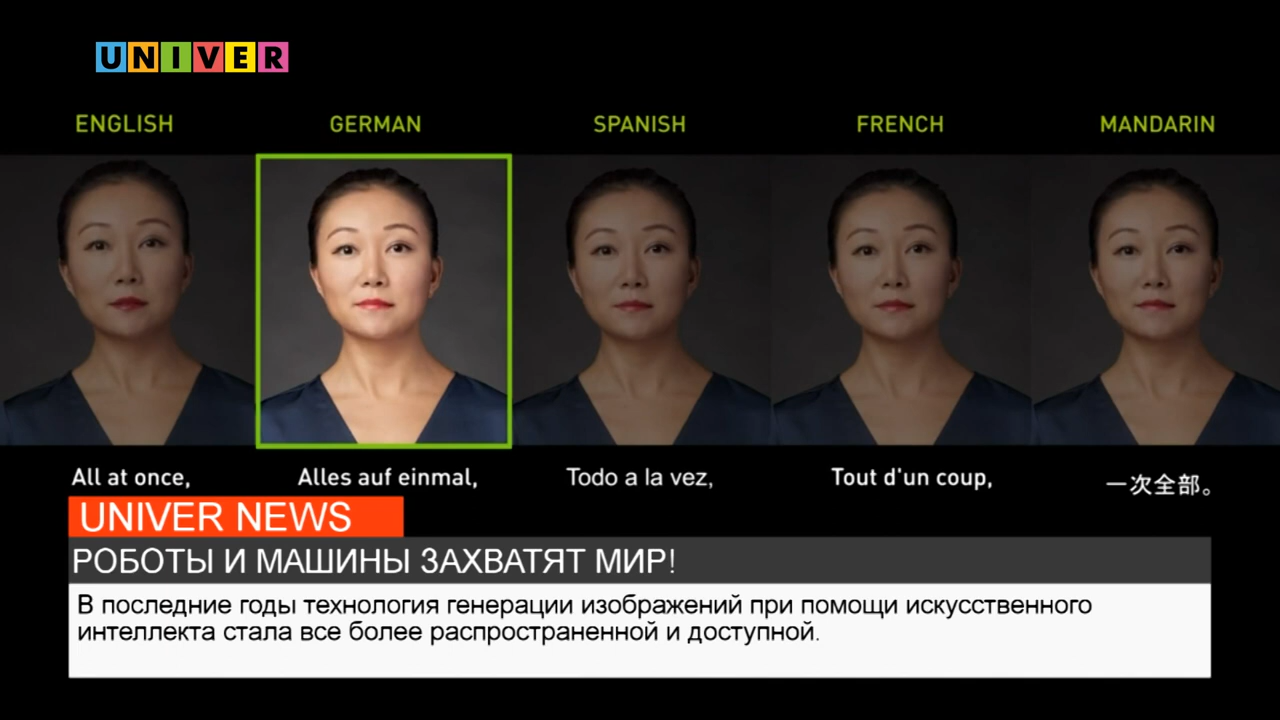 UNIVER
ENGLISH GERMAN SPANISH FRENCH MANDARIN
All at once, Alles auf einmal, Todo a la vez, Tout d'un coup, 一次全部。
UNIVER NEWS
РОБОТЫ И МАШИНЫ ЗАХВАТЯТ МИР!
В последние годы технология генерации изображений при помощи искусственного
интеллекта стала все более распространенной и доступной.